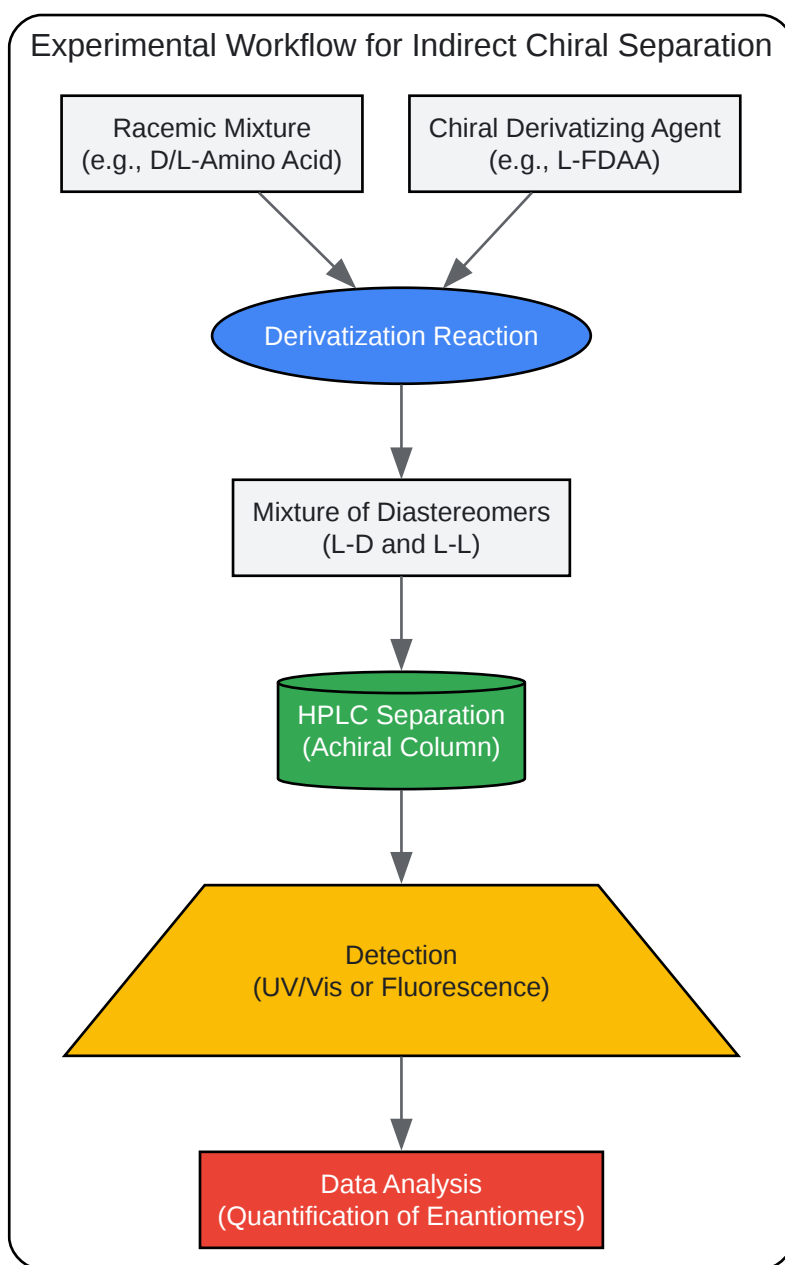 Experimental Workflow for Indirect Chiral Separation
Racemic Mixture
(e.g., D/L-Amino Acid)
Chiral Derivatizing Agent
(e.g., L-FDAA)
Derivatization Reaction
Mixture of Diastereomers
(L-D and L-L)
HPLC Separation
(Achiral Column)
Detection
(UV/Vis or Fluorescence)
Data Analysis
(Quantification of Enantiomers)